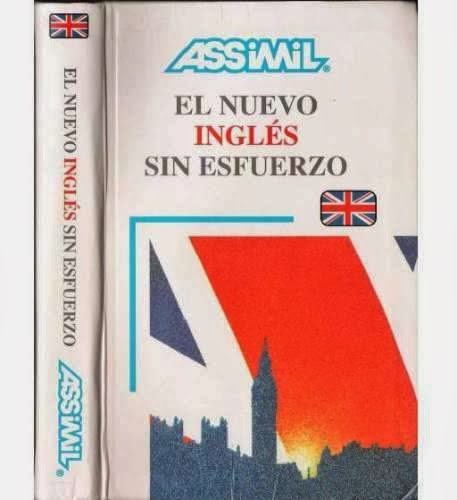 EL NUEVO INGLÉS SIN ESFUERZO
ASSiMiL®
ASSiMiL®
EL NUEVO
INGLÉS
SIN ESFUERZO